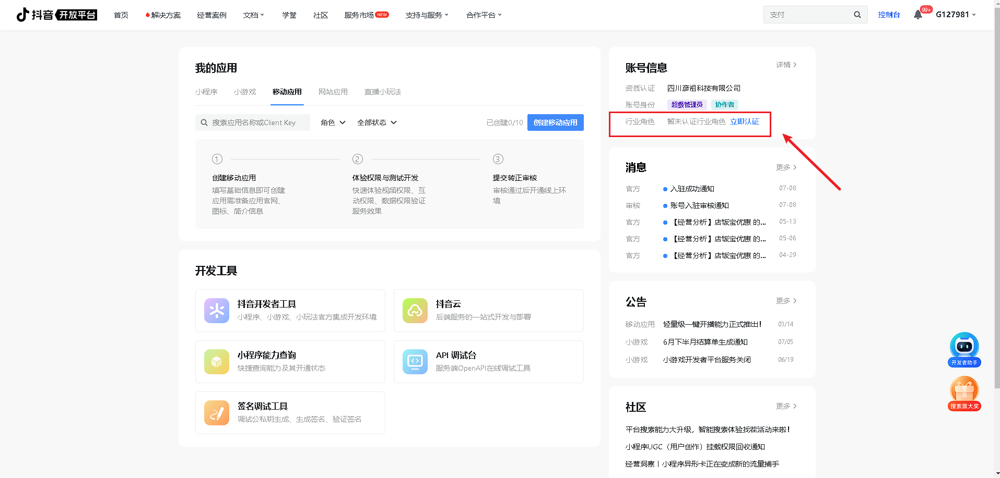 抖音 开放平台
首页
解决方案
经营案例
文档
学堂
社区
服务市场 NEW
支持与服务
合作平台
支付
控制台
99+
G127981
我的应用
小程序
小游戏
移动应用
网站应用
直播小玩法
搜索应用名称或Client Key
角色
全部状态
已创建0/10
创建移动应用
1
创建移动应用
填写基础信息即可创建
应用需准备应用官网、
图标、简介信息
2
体验权限与测试开发
快速体验视频权限、互
动权限、数据权限验证
服务效果
3
提交转正审核
审核通过后开通线上环
境
开发工具
抖音开发者工具
小程序、小游戏、小玩法官方集成开发环境
抖音云
后端服务的一站式开发与部署
小程序能力查询
快捷查询能力及其开通状态
API 调试台
服务端OpenAPI在线调试工具
签名调试工具
调试公私钥生成、生成签名、验证签名
账号信息
详情
资质认证 四川彦祖科技有限公司
账号身份 超级管理员 协作者
行业角色 暂未认证行业角色 立即认证
消息
更多
官方 入驻成功通知 07-08
审核 账号入驻审核通知 07-08
官方 【经营分析】店饭宝优惠 的... 05-13
官方 【经营分析】店饭宝优惠 的... 05-06
官方 【经营分析】店饭宝优惠 的... 04-29
公告
更多
移动应用 轻量级一键开播能力正式推出！ 03/14
小游戏 6月下半月结算单生成通知 07/05
小游戏 小游戏开发者平台服务关闭 06/19
社区
更多
平台搜索能力大升级，智能搜索体验找茬活动来啦！
小程序UGC（用户创作）挂载权限回收通知
经营洞察丨小程序异形卡正在变成新的流量捕手
开发者助手
搜索赢大奖